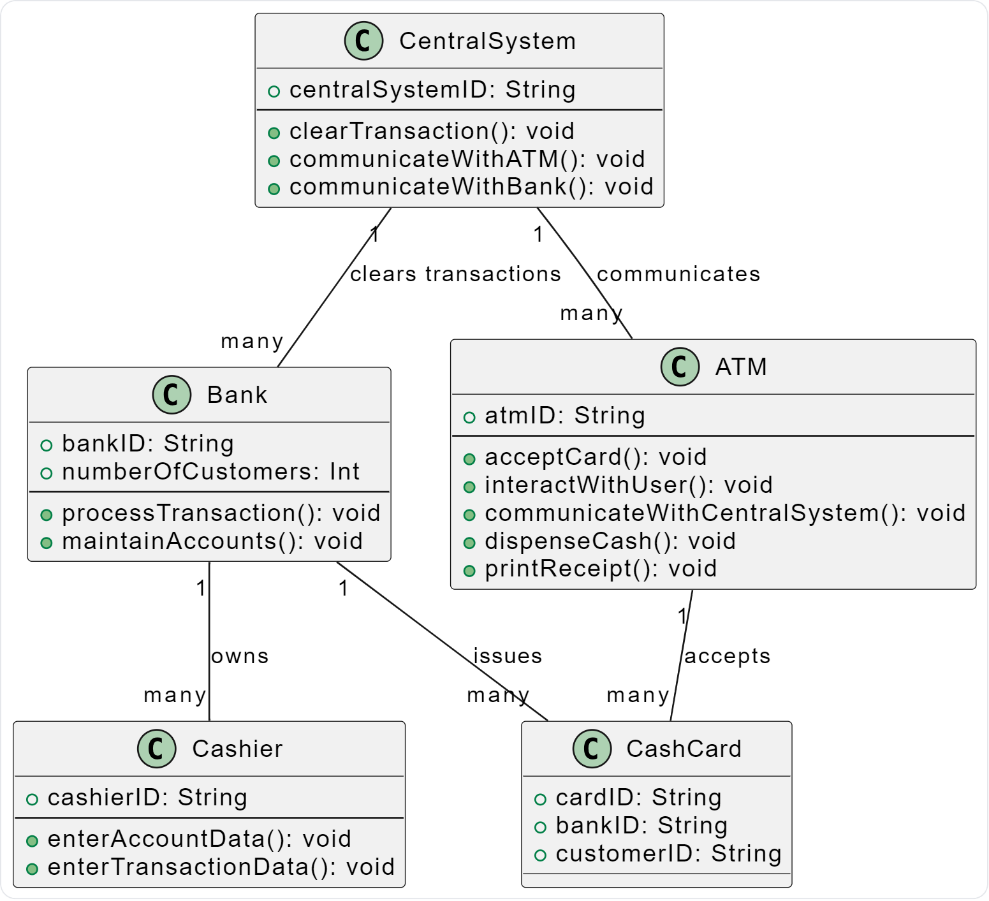 C CentralSystem
centralSystemID: String
clearTransaction(): void
communicateWithATM(): void
communicateWithBank(): void
1
1
clears transactions
communicates
many
many
C Bank
bankID: String
numberOfCustomers: Int
processTransaction(): void
maintainAccounts(): void
C ATM
atmID: String
acceptCard(): void
interactWithUser(): void
communicateWithCentralSystem(): void
dispenseCash(): void
printReceipt(): void
1
1
1
owns
issues
accepts
many
many
many
C Cashier
cashierID: String
enterAccountData(): void
enterTransactionData(): void
C CashCard
cardID: String
bankID: String
customerID: String